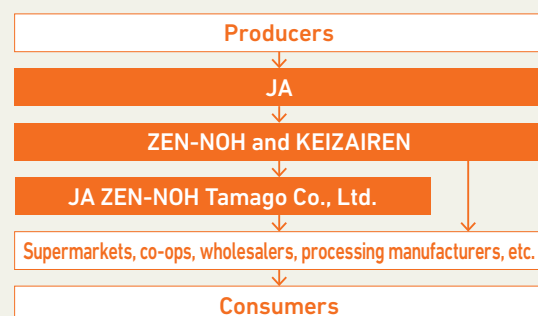 Producers
JA
ZEN-NOH and KEIZAIREN
JA ZEN-NOH Tamago Co., Ltd.
Supermarkets, co-ops, wholesalers, processing manufacturers, etc.
Consumers